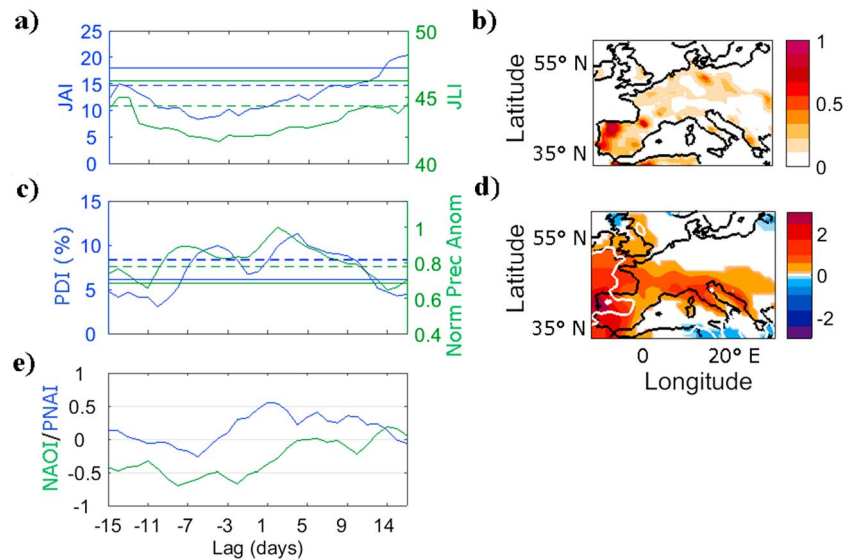 a)
25
20
15
10
5
0
JAI
50
45
40
JLI
b)
55° N
35° N
Latitude
1
0.5
0
c)
15
10
5
0
PDI (%)
1
0.8
0.6
0.4
Norm Prec Anom
d)
55° N
35° N
Latitude
0
20° E
Longitude
2
0
-2
e)
1
0.5
0
-0.5
-1
NAOI/PNAI
-15 -11 -7 -3 1 5 9 14
Lag (days)